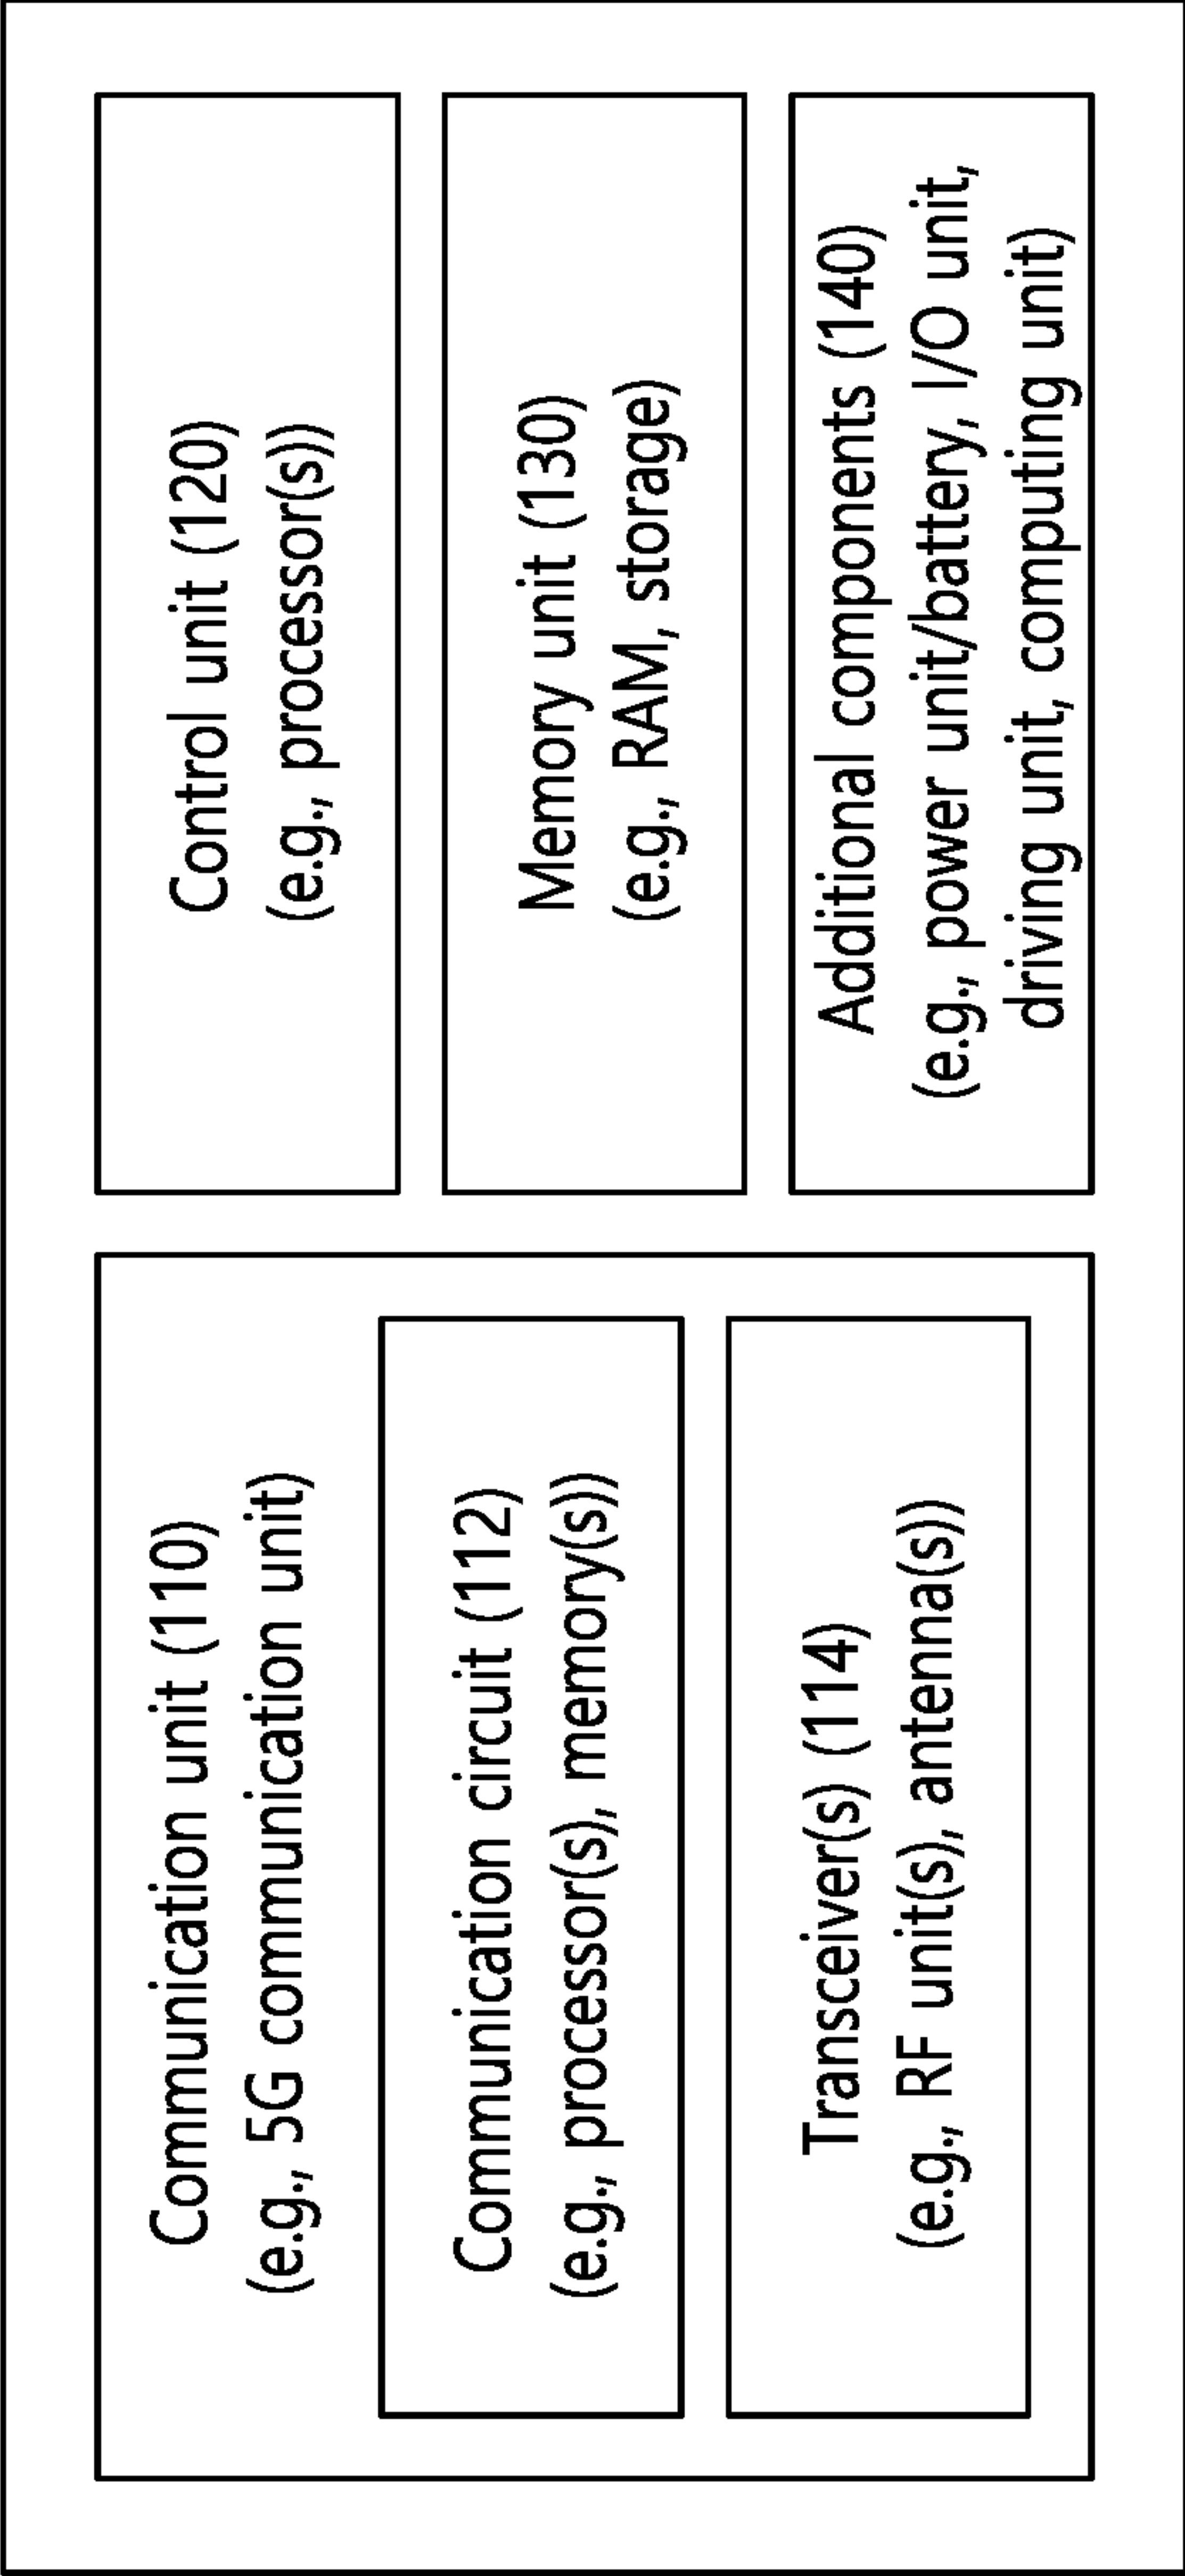 Communication unit (110)
(e.g., 5G communication unit)
Communication circuit (112)
(e.g., processor(s), memory(s))
Transceiver(s) (114)
(e.g., RF unit(s), antenna(s))
Control unit (120)
(e.g., processor(s))
Memory unit (130)
(e.g., RAM, storage)
Additional components (140)
(e.g., power unit/battery, I/O unit,
driving unit, computing unit)